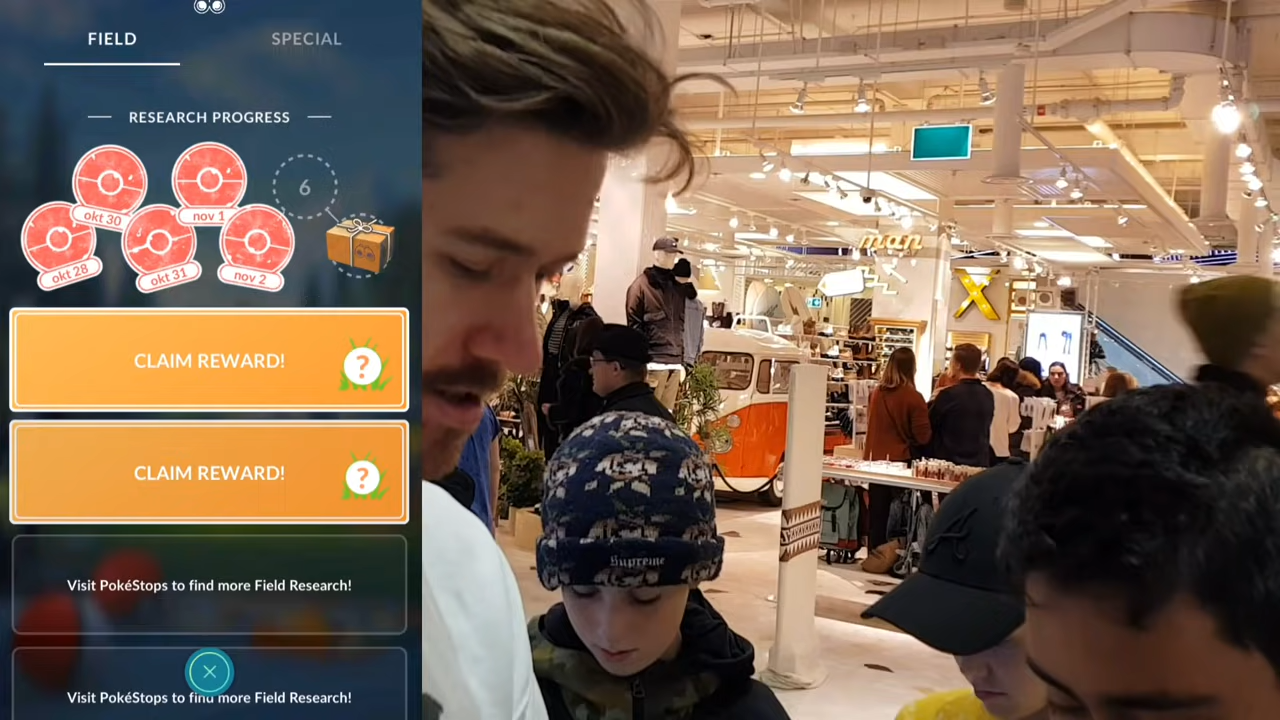 FIELD
SPECIAL
RESEARCH PROGRESS
okt 28
okt 30
okt 31
nov 1
nov 2
6
CLAIM REWARD!
?
CLAIM REWARD!
?
Visit PokéStops to find more Field Research!
Visit PokéStops to find more Field Research!
man
X
Supreme
A